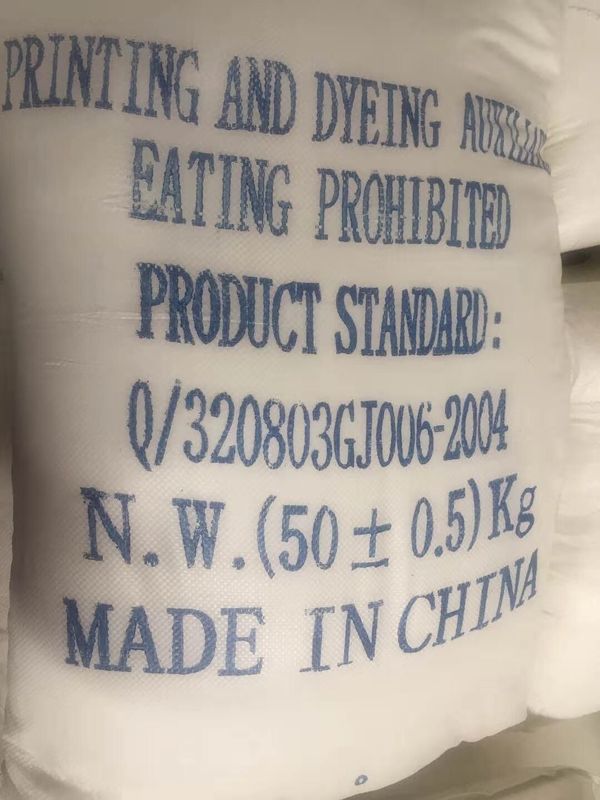 PRINTING AND DYEING
EATING PROHIBITED
PRODUCT STANDARD:
Q/320803GJ006-2004
N.W.(50±0.5)Kg
MADE IN CHINA